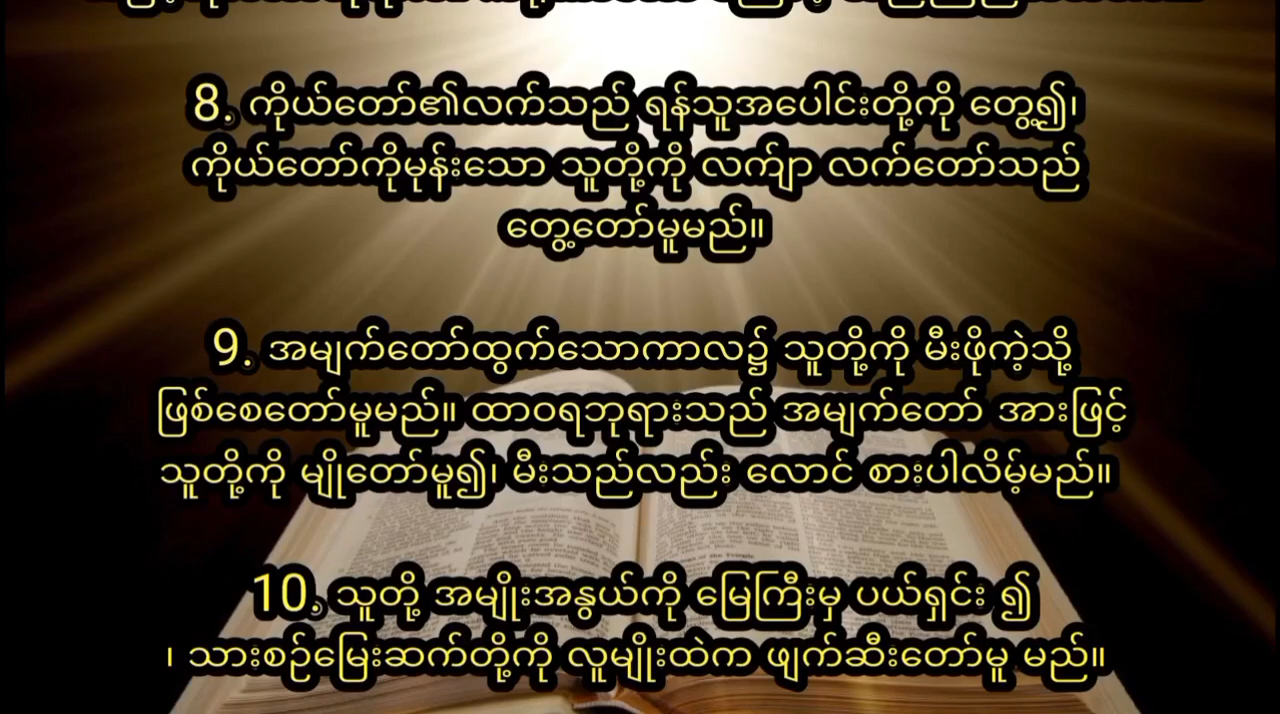 8. ကိုယ်တော်၏လက်သည် ရန်သူအပေါင်းတို့ကို တွေ့၍၊
ကိုယ်တော်ကိုမုန်းသော သူတို့ကို လက်ျာ လက်တော်သည်
တွေ့တော်မူမည်။
9. အမျက်တော်ထွက်သောကာလ၌ သူတို့ကို မီးဖိုကဲ့သို့
ဖြစ်စေတော်မူမည်။ ထာဝရဘုရားသည် အမျက်တော် အားဖြင့်
သူတို့ကို မျိုတော်မူ၍၊ မီးသည်လည်း လောင် စားပါလိမ့်မည်။
10. သူတို့ အမျိုးအနွယ်ကို မြေကြီးမှ ပယ်ရှင်း ၍
၊ သားစဉ်မြေးဆက်တို့ကို လူမျိုးထဲက ဖျက်ဆီးတော်မူ မည်။